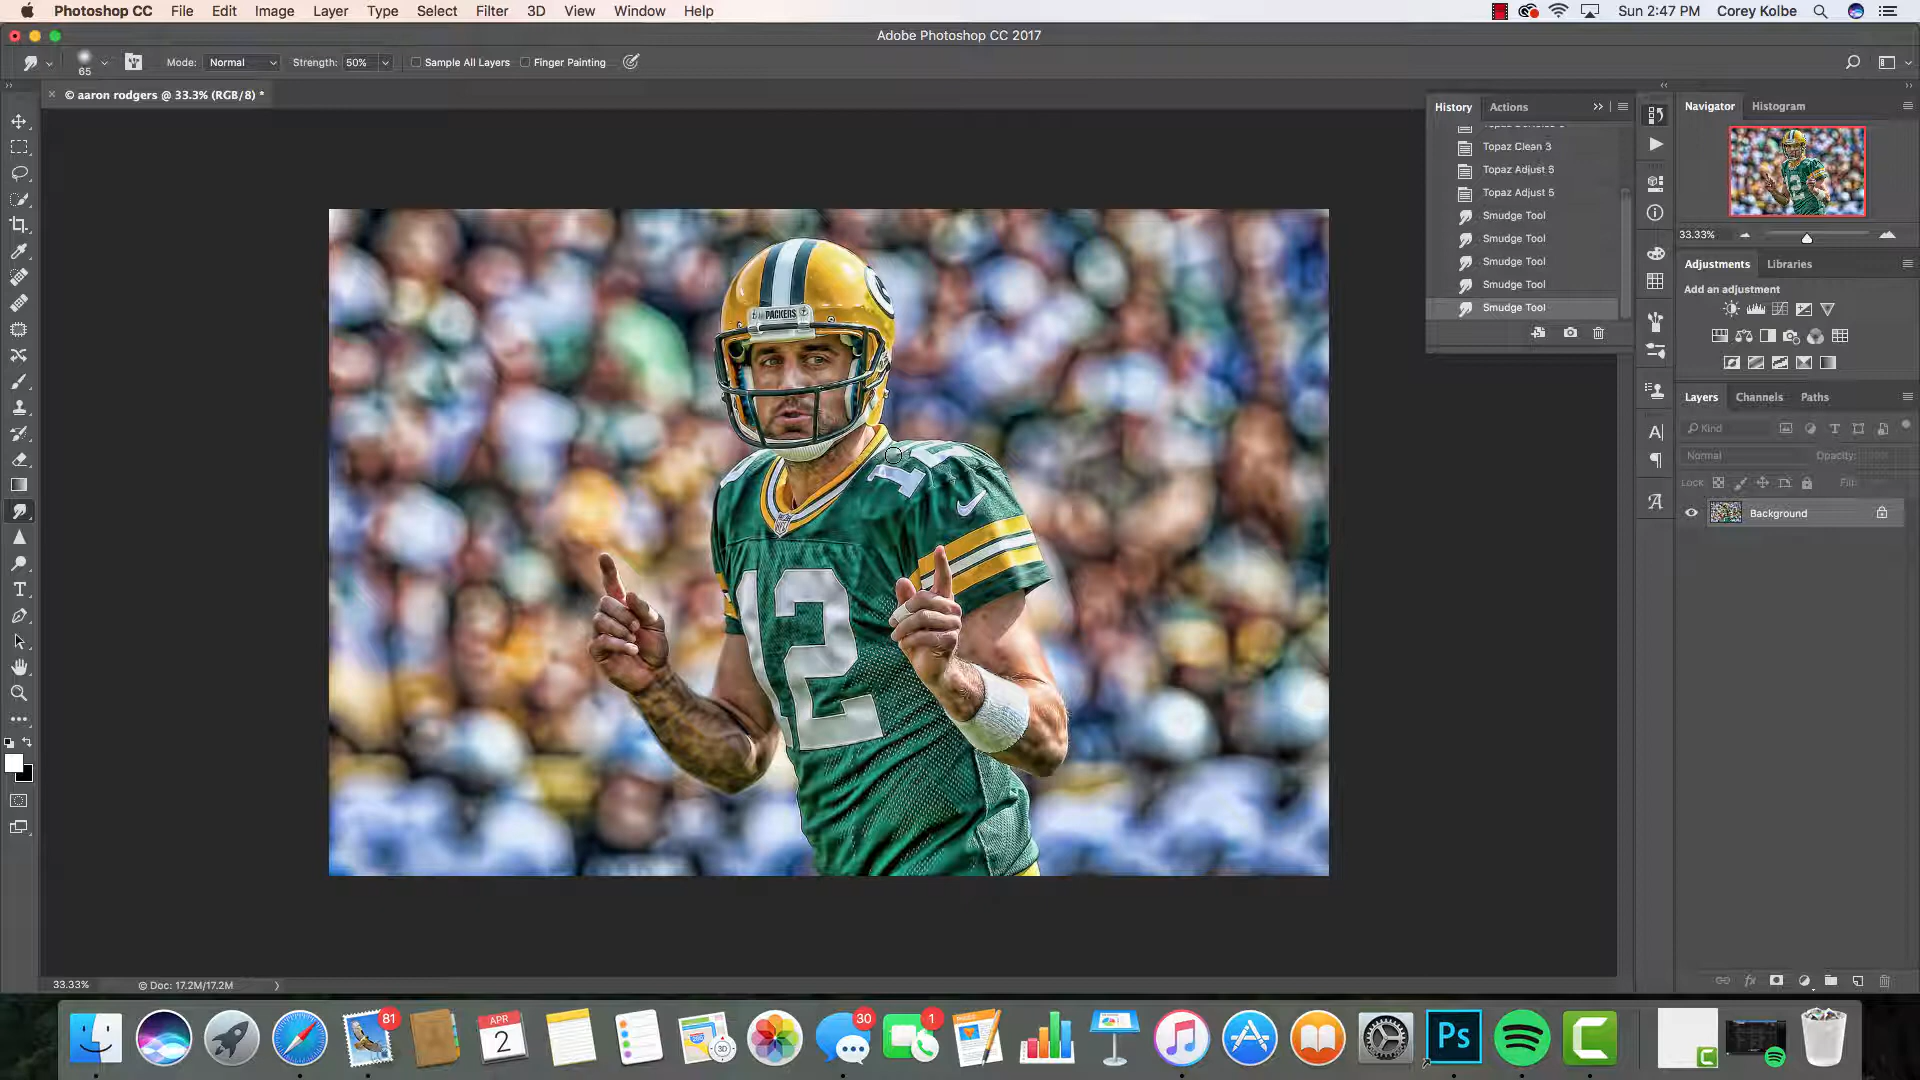 Photoshop CC File Edit Image Layer Type Select Filter 3D View Window Help Sun 2:47 PM Corey Kolbe
Adobe Photoshop CC 2017
65 Mode: Normal Strength: 50% Sample All Layers Finger Painting
© aaron rodgers @ 33.3% (RGB/8) *
History Actions
Topaz Clean 3
Topaz Adjust 5
Topaz Adjust 5
Smudge Tool
Smudge Tool
Smudge Tool
Smudge Tool
Smudge Tool
Navigator Histogram
33.33%
Adjustments Libraries
Add an adjustment
Layers Channels Paths
Kind
Normal Opacity: 100%
Lock: Fill:
Background
PACKERS
G
12
NFL
12
33.33% © Doc: 17.2M/17.2M
81
APR
2
3D
30
1
Ps